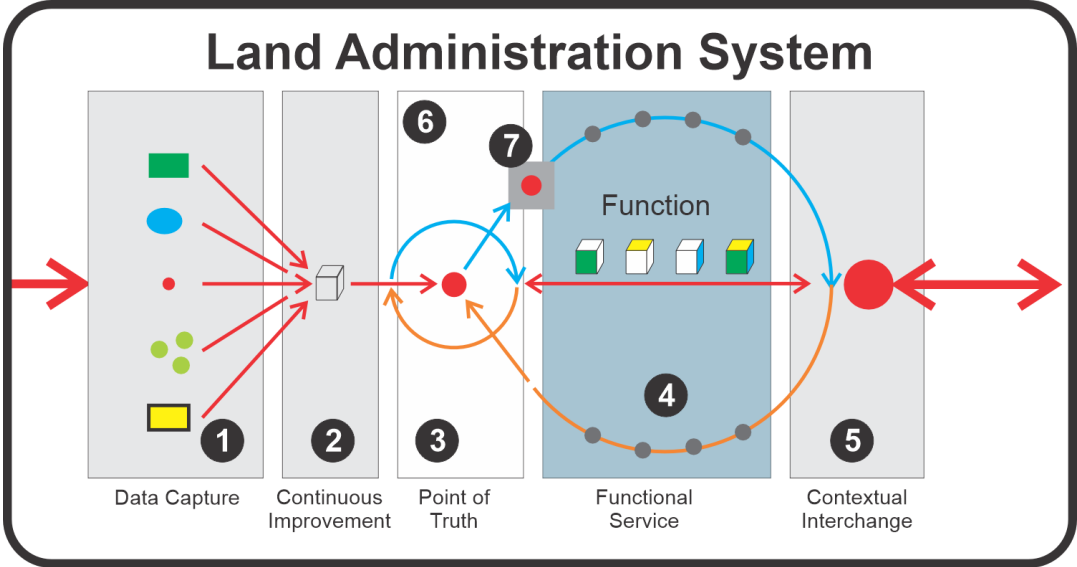 Land Administration System
6
7
Function
4
1
2
3
5
Data Capture
Continuous
Improvement
Point of
Truth
Functional
Service
Contextual
Interchange